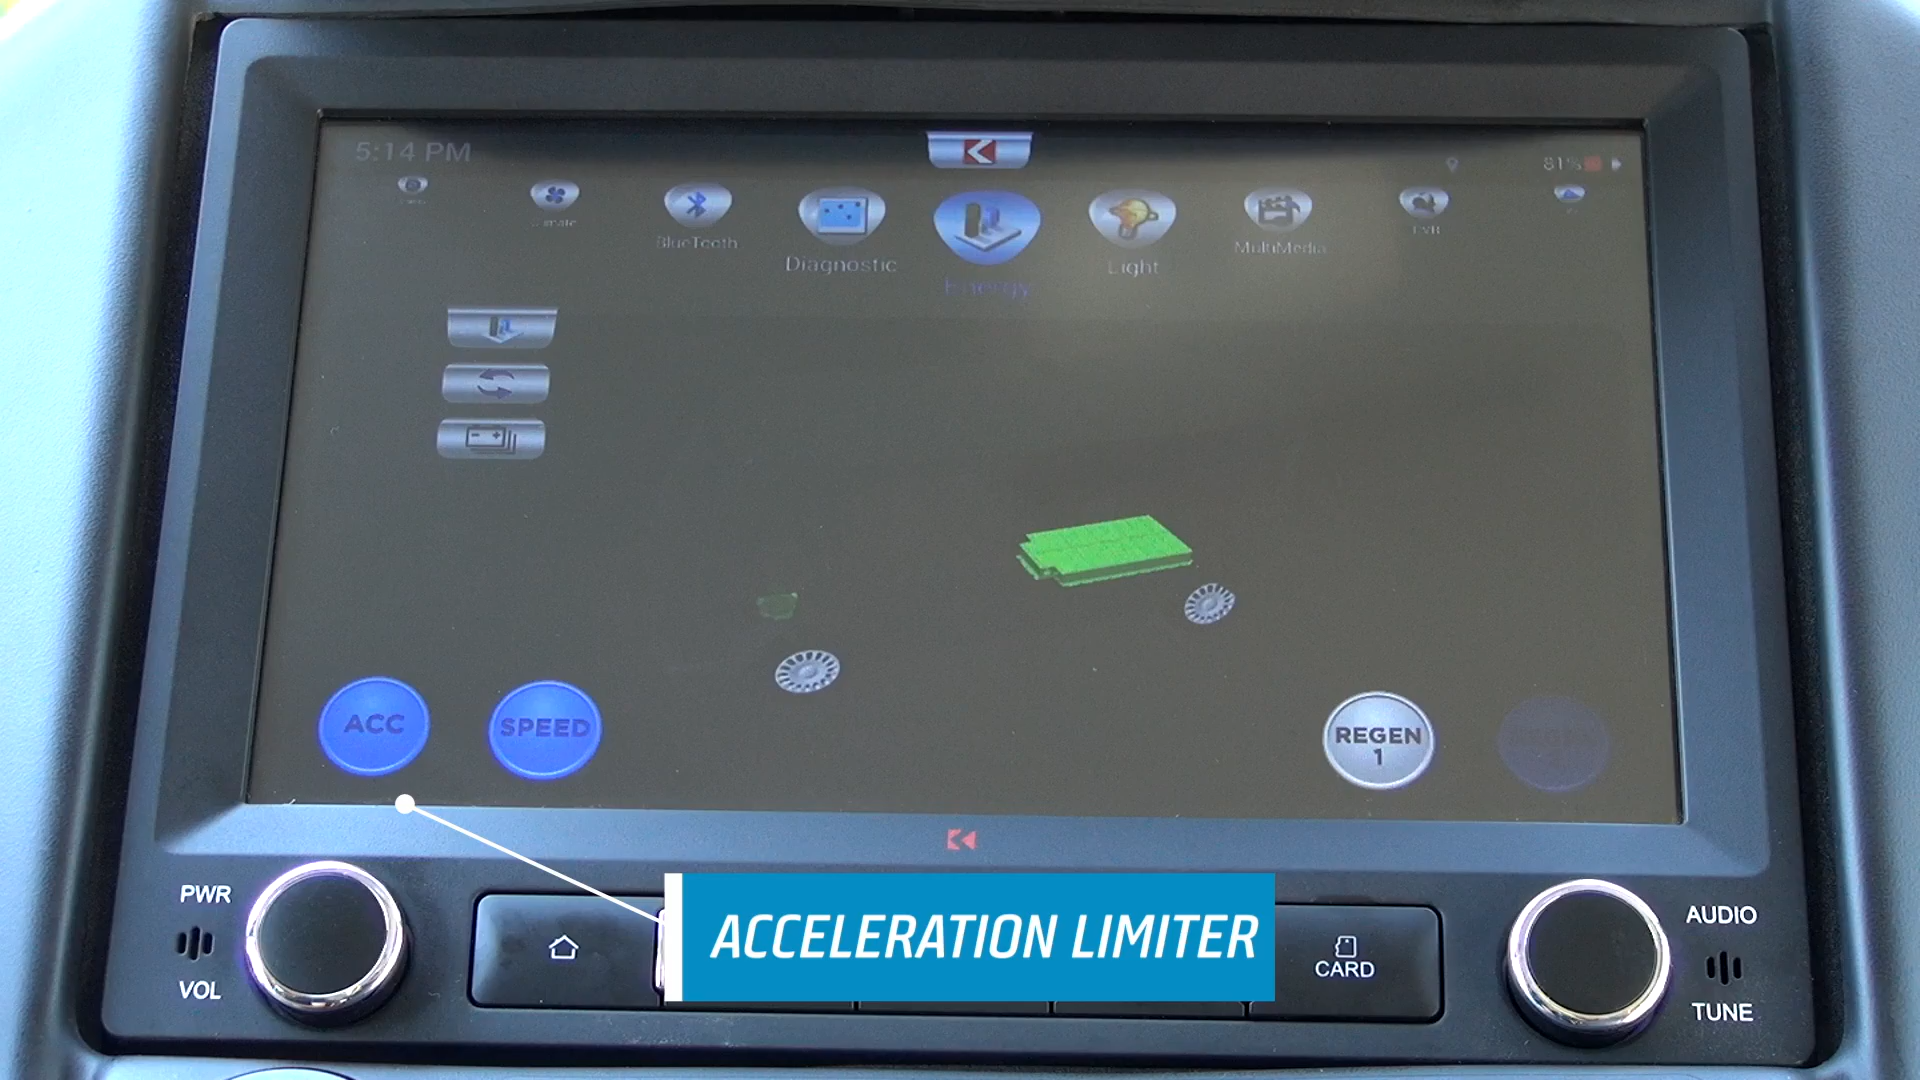 5:14 PM
81%
BlueTooth
Diagnostic
Energy
Light
MultiMedia
ACC
SPEED
REGEN
1
PWR
VOL
ACCELERATION LIMITER
CARD
AUDIO
TUNE